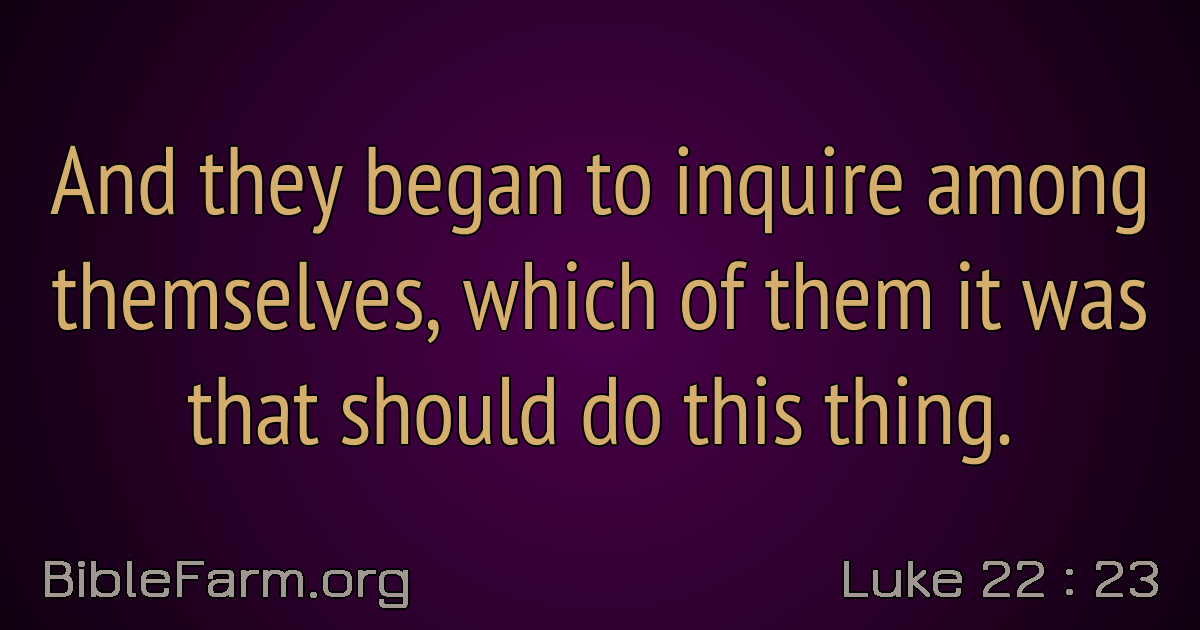 And they began to inquire among
themselves, which of them it was
that should do this thing.
BibleFarm.org
Luke 22 : 23